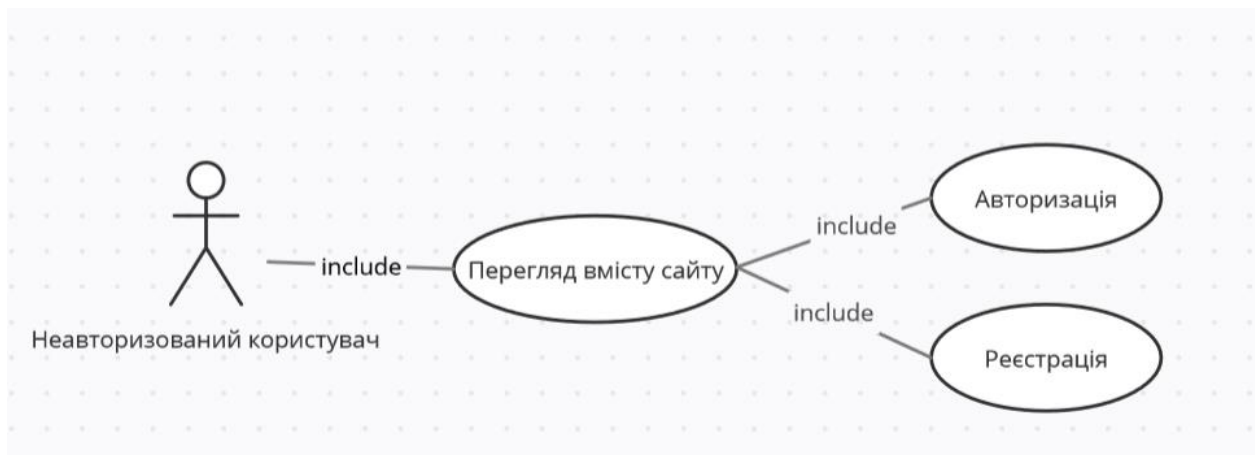 Авторизація
include
include
Перегляд вмісту сайту
include
Неавторизований користувач
Реєстрація